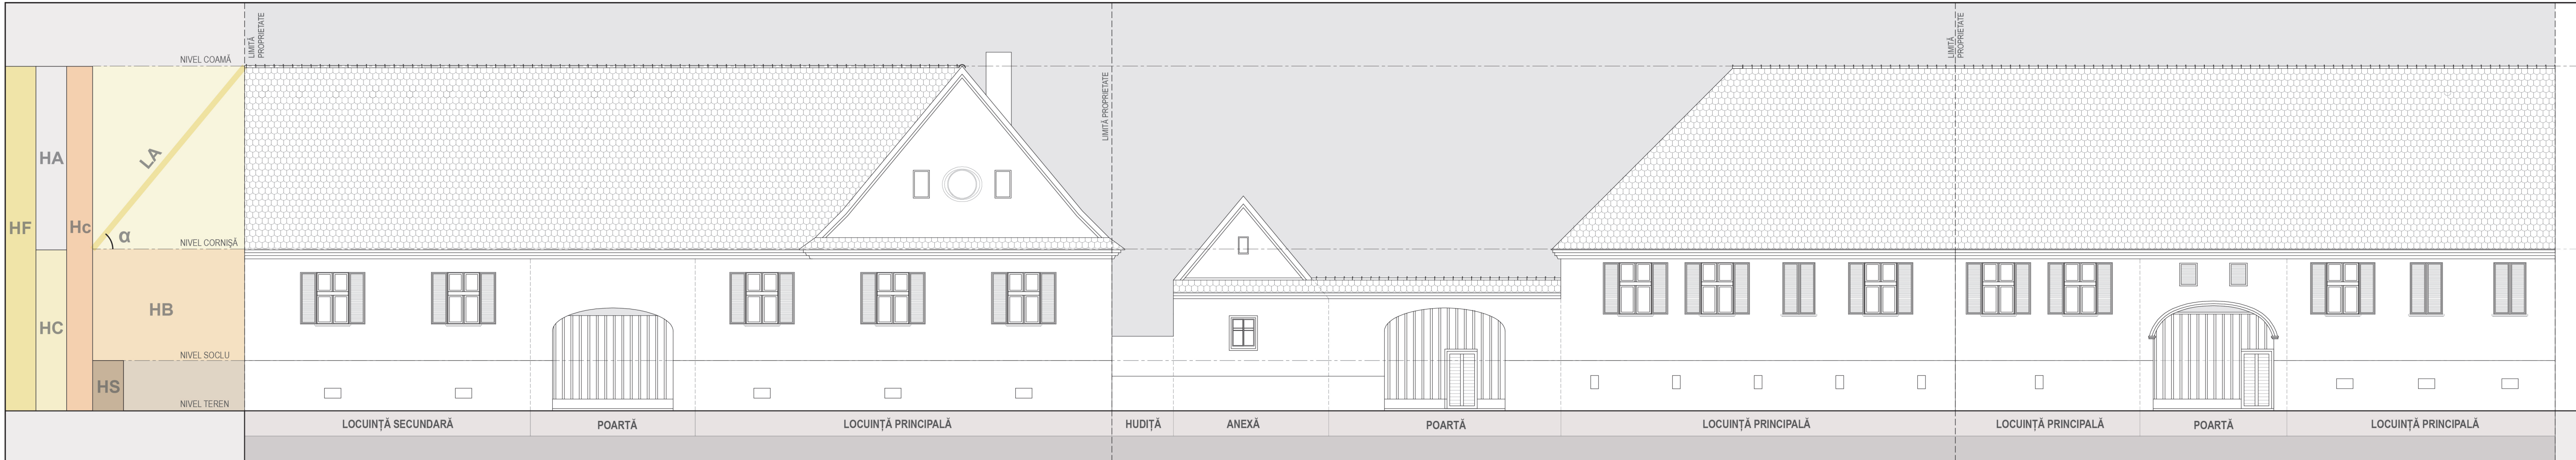 LIMITĂ
PROPRIETATE
NIVEL COAMĂ
LIMITĂ
PROPRIETATE
LIMITĂ PROPRIETATE
HA
LA
HF
Hc
α
NIVEL CORNIȘĂ
HC
HB
NIVEL SOCLU
HS
NIVEL TEREN
LOCUINȚĂ SECUNDARĂ
POARTĂ
LOCUINȚĂ PRINCIPALĂ
HUDIȚĂ
ANEXĂ
POARTĂ
LOCUINȚĂ PRINCIPALĂ
LOCUINȚĂ PRINCIPALĂ
POARTĂ
LOCUINȚĂ PRINCIPALĂ